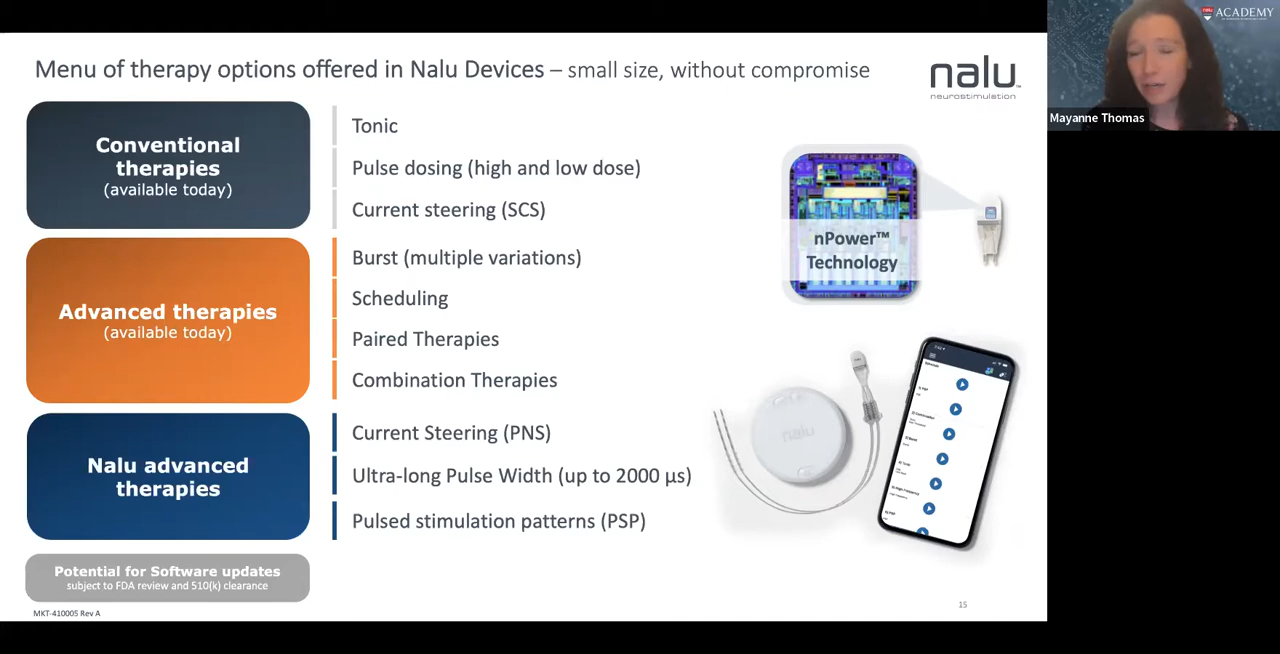 ACADEMY
Mayanne Thomas
Menu of therapy options offered in Nalu Devices – small size, without compromise
nalu™
neurostimulation
Conventional
therapies
(available today)
Tonic
Pulse dosing (high and low dose)
Current steering (SCS)
Advanced therapies
(available today)
Burst (multiple variations)
Scheduling
Paired Therapies
Combination Therapies
Nalu advanced
therapies
Current Steering (PNS)
Ultra-long Pulse Width (up to 2000 µs)
Pulsed stimulation patterns (PSP)
nPower™
Technology
nalu
Potential for Software updates
subject to FDA review and 510(k) clearance
MKT-410005 Rev A
15